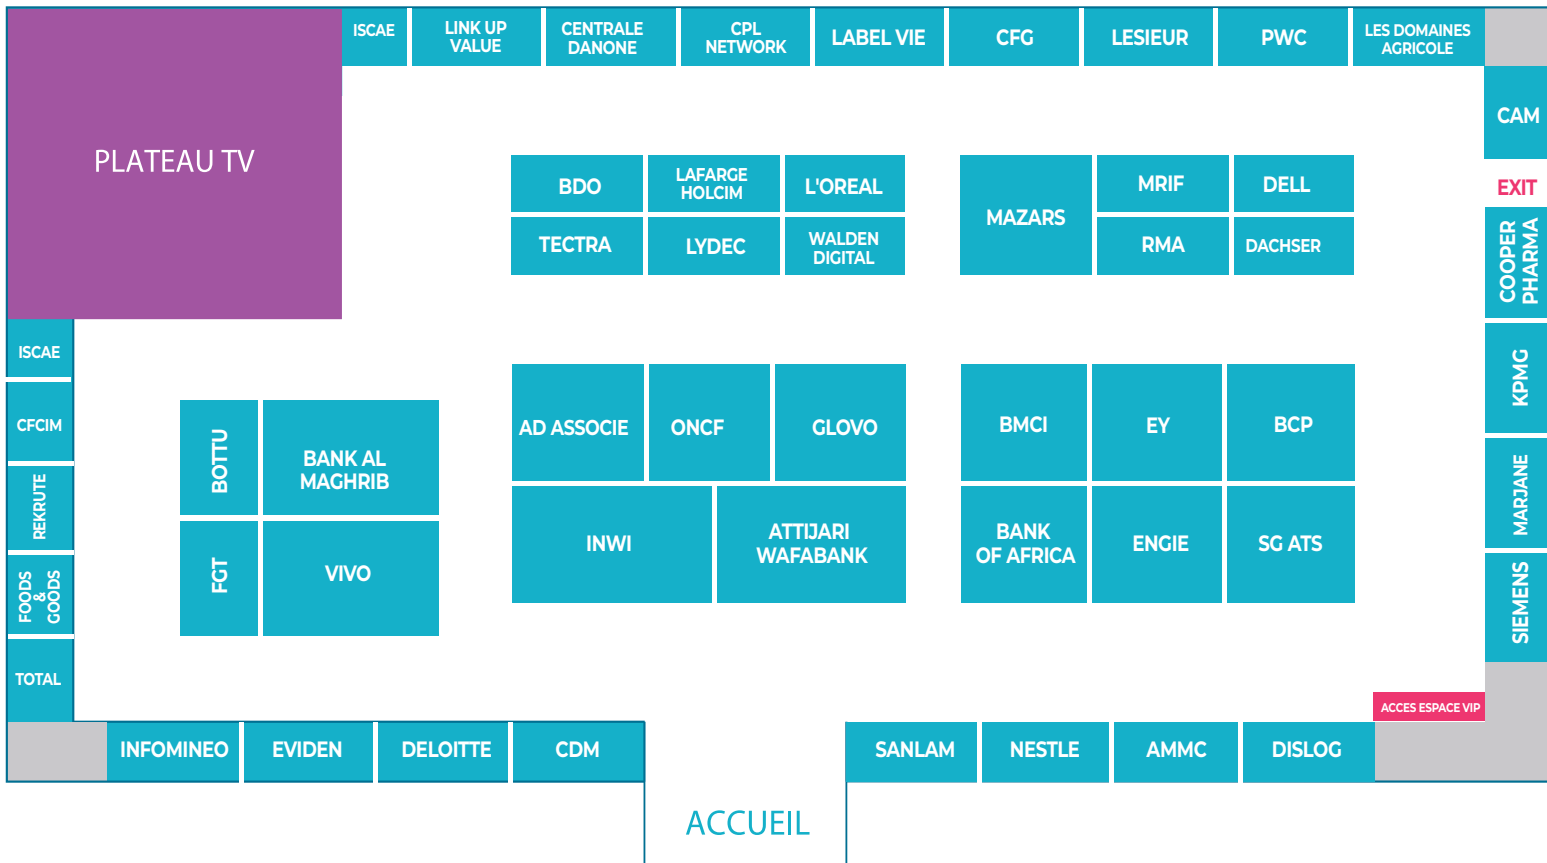 ISCAE
LINK UP
VALUE
CENTRALE
DANONE
CPL
NETWORK
LABEL VIE
CFG
LESIEUR
PWC
LES DOMAINES
AGRICOLE
CAM
EXIT
COOPER
PHARMA
KPMG
MARJANE
SIEMENS
PLATEAU TV
BDO
LAFARGE
HOLCIM
L'OREAL
TECTRA
LYDEC
WALDEN
DIGITAL
MAZARS
MRIF
DELL
RMA
DACHSER
ISCAE
CFCIM
REKRUTE
FOODS
&
GOODS
TOTAL
BOTTU
BANK AL
MAGHRIB
FGT
VIVO
AD ASSOCIE
ONCF
GLOVO
INWI
ATTIJARI
WAFABANK
BMCI
EY
BCP
BANK
OF AFRICA
ENGIE
SG ATS
ACCES ESPACE VIP
INFOMINEO
EVIDEN
DELOITTE
CDM
SANLAM
NESTLE
AMMC
DISLOG
ACCUEIL